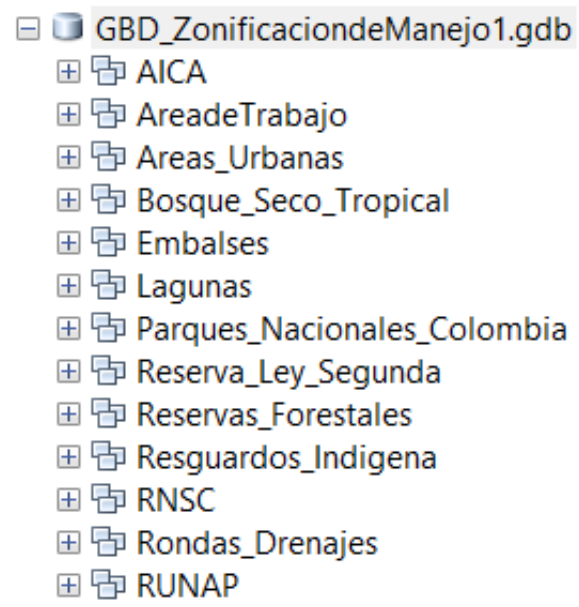 GBD_ZonificaciondeManejo1.gdb
AICA
AreadeTrabajo
Areas_Urbanas
Bosque_Seco_Tropical
Embalses
Lagunas
Parques_Nacionales_Colombia
Reserva_Ley_Segunda
Reservas_Forestales
Resguardos_Indigena
RNSC
Rondas_Drenajes
RUNAP